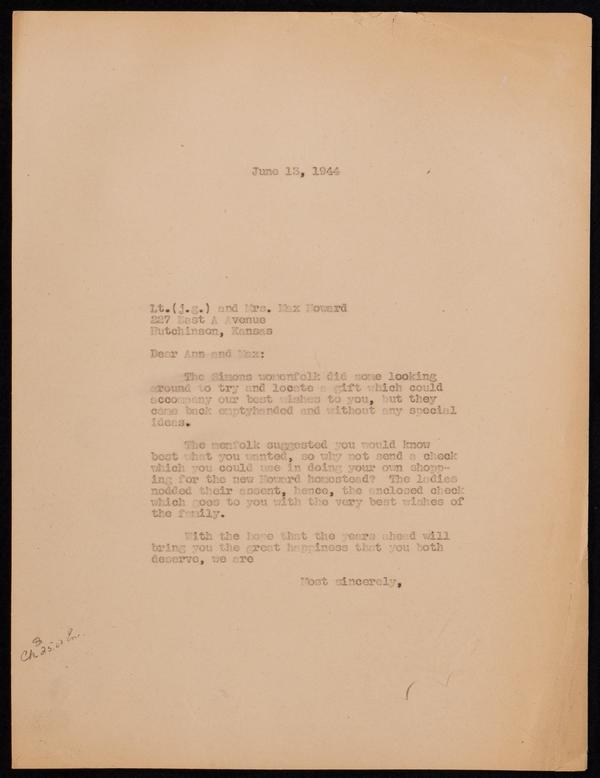 June 13, 1944
Lt.(j.g.) and Mrs. Max Howard
227 East A Avenue
Hutchinson, Kansas
Dear Ann and Max:
The Simons womenfolk did some looking
around to try and locate a gift which could
accompany our best wishes to you, but they
came back emptyhanded and without any special
ideas.
The menfolk suggested you would know
best what you wanted, so why not send a check
which you could use in doing your own shopp-
ing for the new Howard homestead? The ladies
nodded their assent, hence, the enclosed check
which goes to you with the very best wishes of
the family.
With the hope that the years ahead will
bring you the great happiness that you both
deserve, we are
Most sincerely,
Ck 25.00